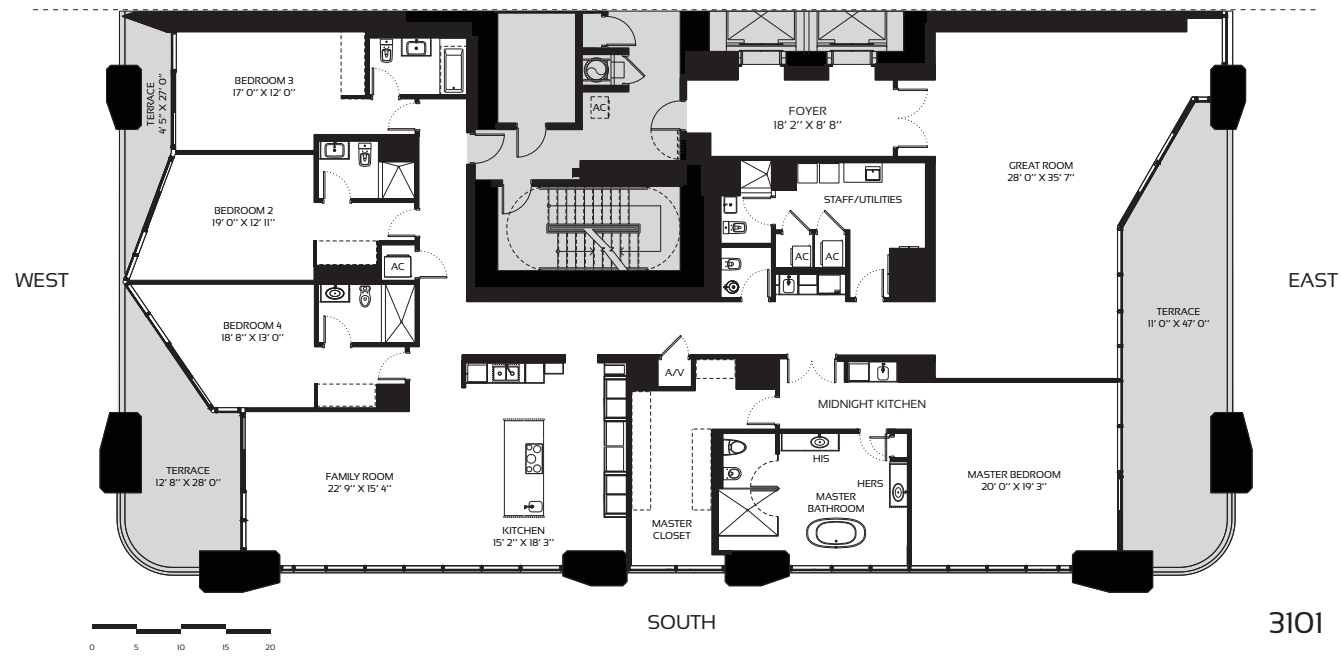 BEDROOM 3
17’ 0’’ X 12’ 0’’
TERRACE
4’ 5’’ X 27’ 0’’
AC
FOYER
18’ 2’’ X 8’ 8’’
GREAT ROOM
28’ 0’’ X 35’ 7’’
STAFF/UTILITIES
BEDROOM 2
19’ 0’’ X 12’ 11’’
AC
AC
AC
WEST
EAST
BEDROOM 4
18’ 8’’ X 13’ 0’’
TERRACE
11’ 0’’ X 47’ 0’’
A/V
MIDNIGHT KITCHEN
TERRACE
12’ 8’’ X 28’ 0’’
FAMILY ROOM
22’ 9’’ X 15’ 4’’
KITCHEN
15’ 2’’ X 18’ 3’’
MASTER
CLOSET
HIS
HERS
MASTER
BATHROOM
MASTER BEDROOM
20’ 0’’ X 19’ 3’’
SOUTH
3101
0 5 10 15 20